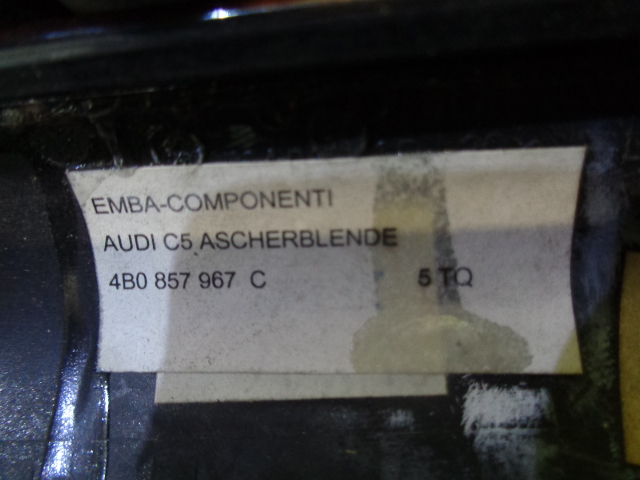 EMBA-COMPONENTI
AUDI C5 ASCHERBLENDE
4B0 857 967 C 5 TQ